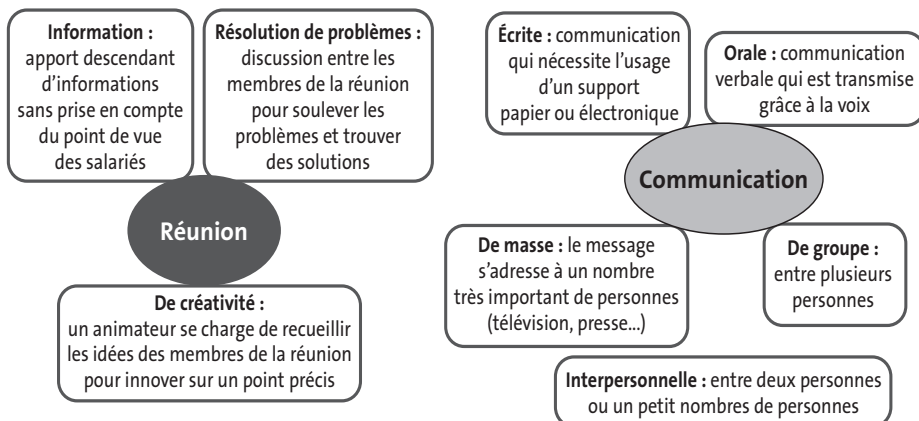 Information :
apport descendant
d’informations
sans prise en compte
du point de vue
des salariés
Résolution de problèmes :
discussion entre les
membres de la réunion
pour soulever les
problèmes et trouver
des solutions
Réunion
De créativité :
un animateur se charge de recueillir
les idées des membres de la réunion
pour innover sur un point précis
Écrite : communication
qui nécessite l’usage
d’un support
papier ou électronique
Orale : communication
verbale qui est transmise
grâce à la voix
Communication
De masse : le message
s’adresse à un nombre
très important de personnes
(télévision, presse...)
De groupe :
entre plusieurs
personnes
Interpersonnelle : entre deux personnes
ou un petit nombres de personnes